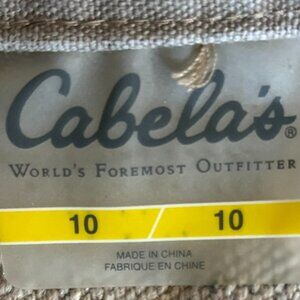 Cabela's®
WORLD'S FOREMOST OUTFITTER
10 / 10
MADE IN CHINA
FABRIQUE EN CHINE